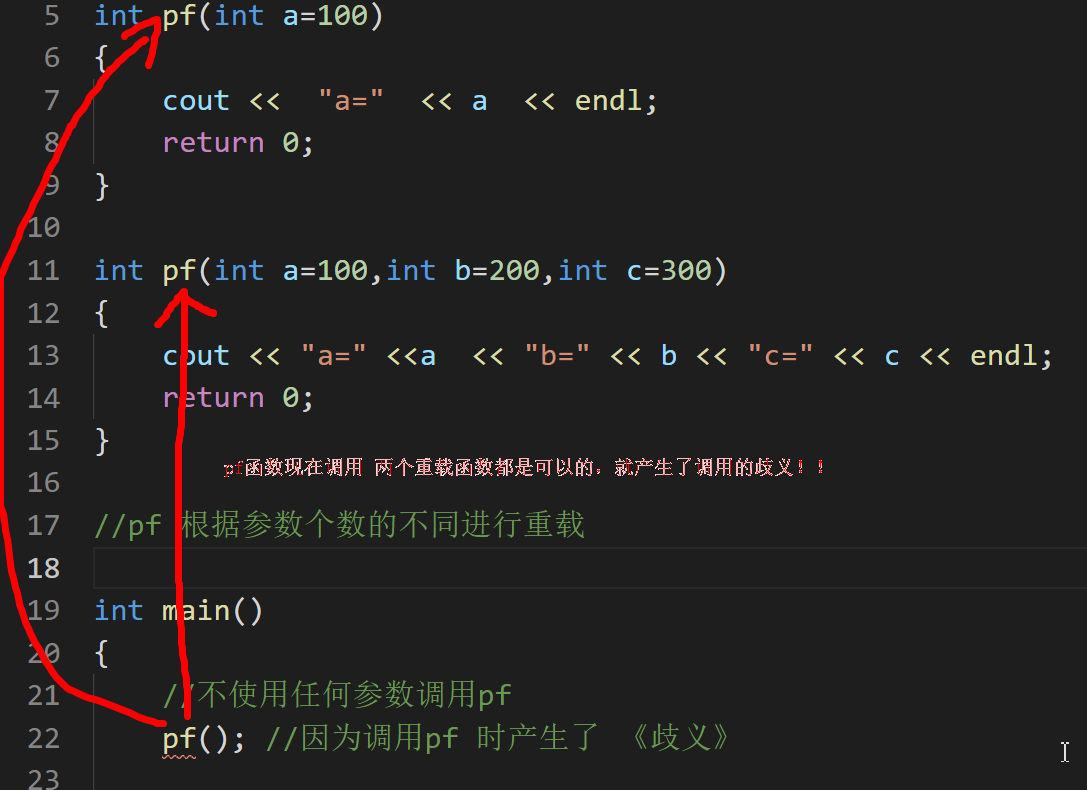 5 int pf(int a=100)
6 {
7 cout << "a=" << a << endl;
8 return 0;
9 }
10
11 int pf(int a=100,int b=200,int c=300)
12 {
13 cout << "a=" <<a << "b=" << b << "c=" << c << endl;
14 return 0;
15 }
pf函数现在调用 两个重载函数都是可以的，就产生了调用的歧义！！
16
17 //pf 根据参数个数的不同进行重载
18
19 int main()
20 {
21 //不使用任何参数调用pf
22 pf(); //因为调用pf 时产生了 《歧义》
23